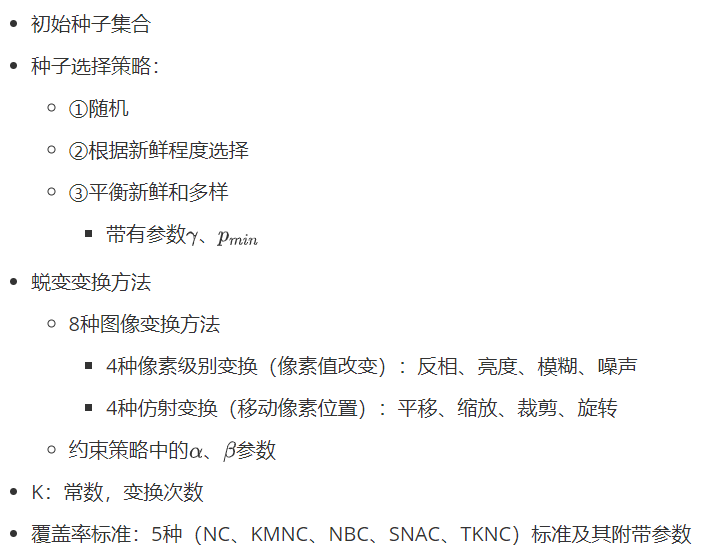 初始种子集合
种子选择策略：
①随机
②根据新鲜程度选择
③平衡新鲜和多样
带有参数γ、p_{min}
蜕变变换方法
8种图像变换方法
4种像素级别变换（像素值改变）：反相、亮度、模糊、噪声
4种仿射变换（移动像素位置）：平移、缩放、裁剪、旋转
约束策略中的α、β参数
K：常数，变换次数
覆盖率标准：5种（NC、KMNC、NBC、SNAC、TKNC）标准及其附带参数